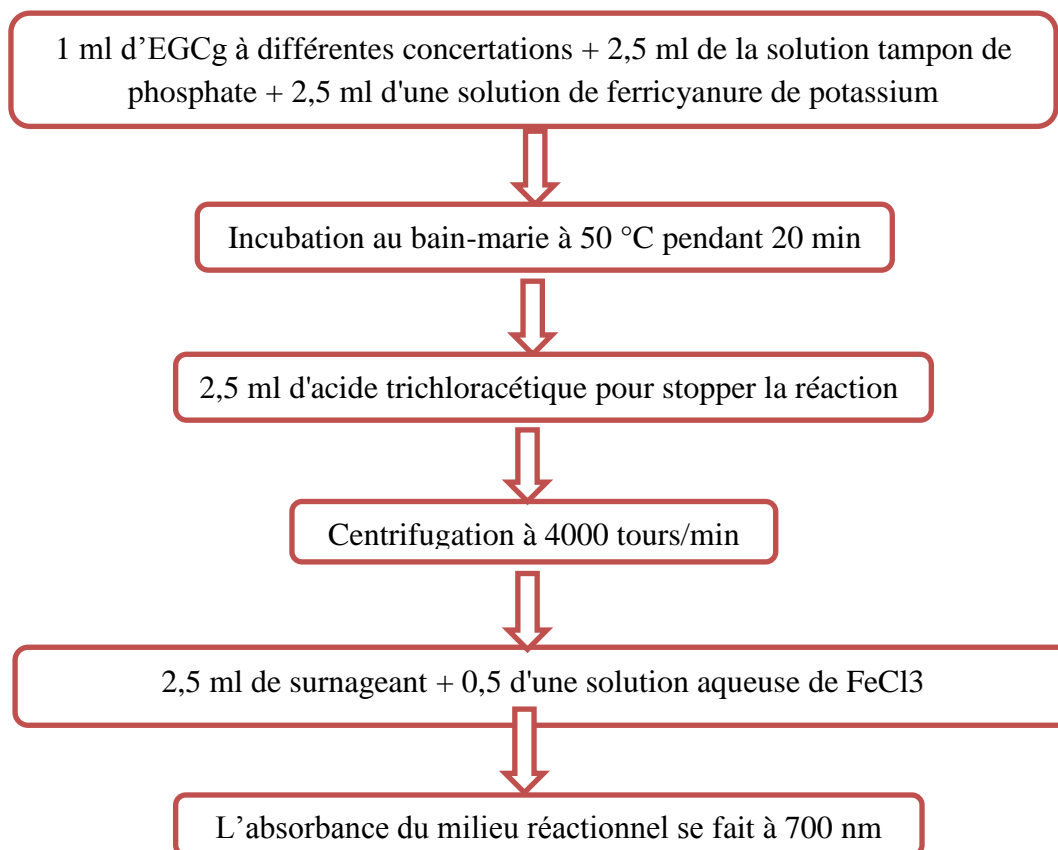 1 ml d’EGCg à différentes concertations + 2,5 ml de la solution tampon de
phosphate + 2,5 ml d'une solution de ferricyanure de potassium
Incubation au bain-marie à 50 °C pendant 20 min
2,5 ml d'acide trichloracétique pour stopper la réaction
Centrifugation à 4000 tours/min
2,5 ml de surnageant + 0,5 d'une solution aqueuse de FeCl3
L’absorbance du milieu réactionnel se fait à 700 nm